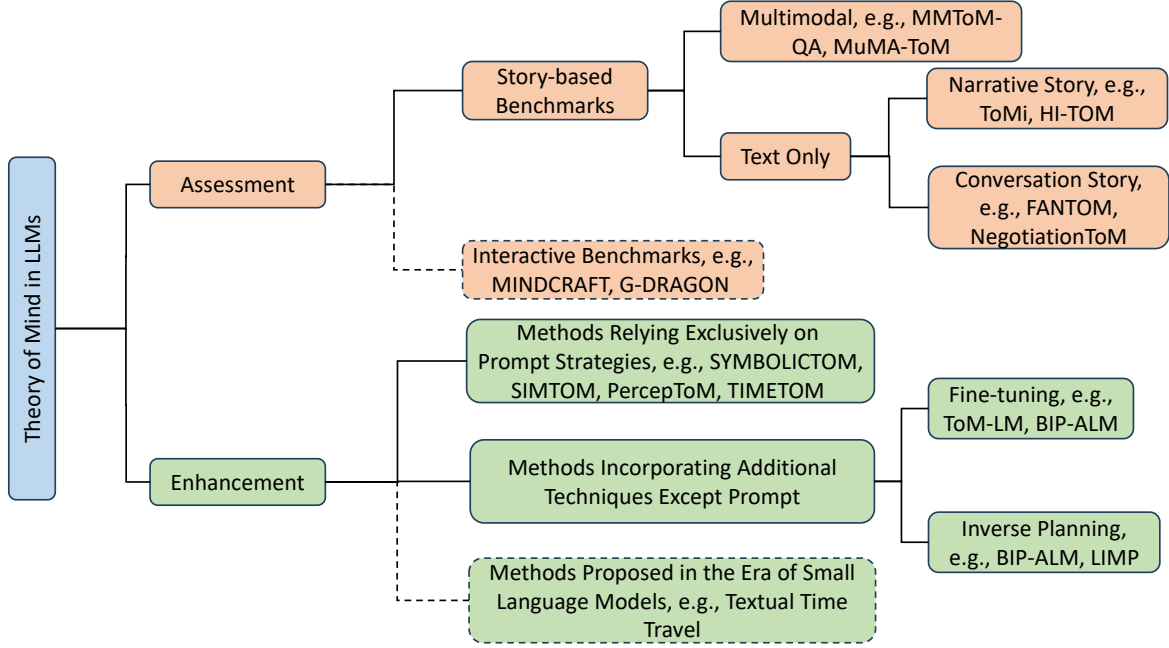 Theory of Mind in LLMs
Assessment
Story-based
Benchmarks
Multimodal, e.g., MMToM-
QA, MuMA-ToM
Text Only
Narrative Story, e.g.,
ToMi, HI-TOM
Conversation Story,
e.g., FANTOM,
NegotiationToM
Interactive Benchmarks, e.g.,
MINDCRAFT, G-DRAGON
Enhancement
Methods Relying Exclusively on
Prompt Strategies, e.g., SYMBOLICTOM,
SIMTOM, PercepToM, TIMETOM
Methods Incorporating Additional
Techniques Except Prompt
Fine-tuning, e.g.,
ToM-LM, BIP-ALM
Inverse Planning,
e.g., BIP-ALM, LIMP
Methods Proposed in the Era of Small
Language Models, e.g., Textual Time
Travel